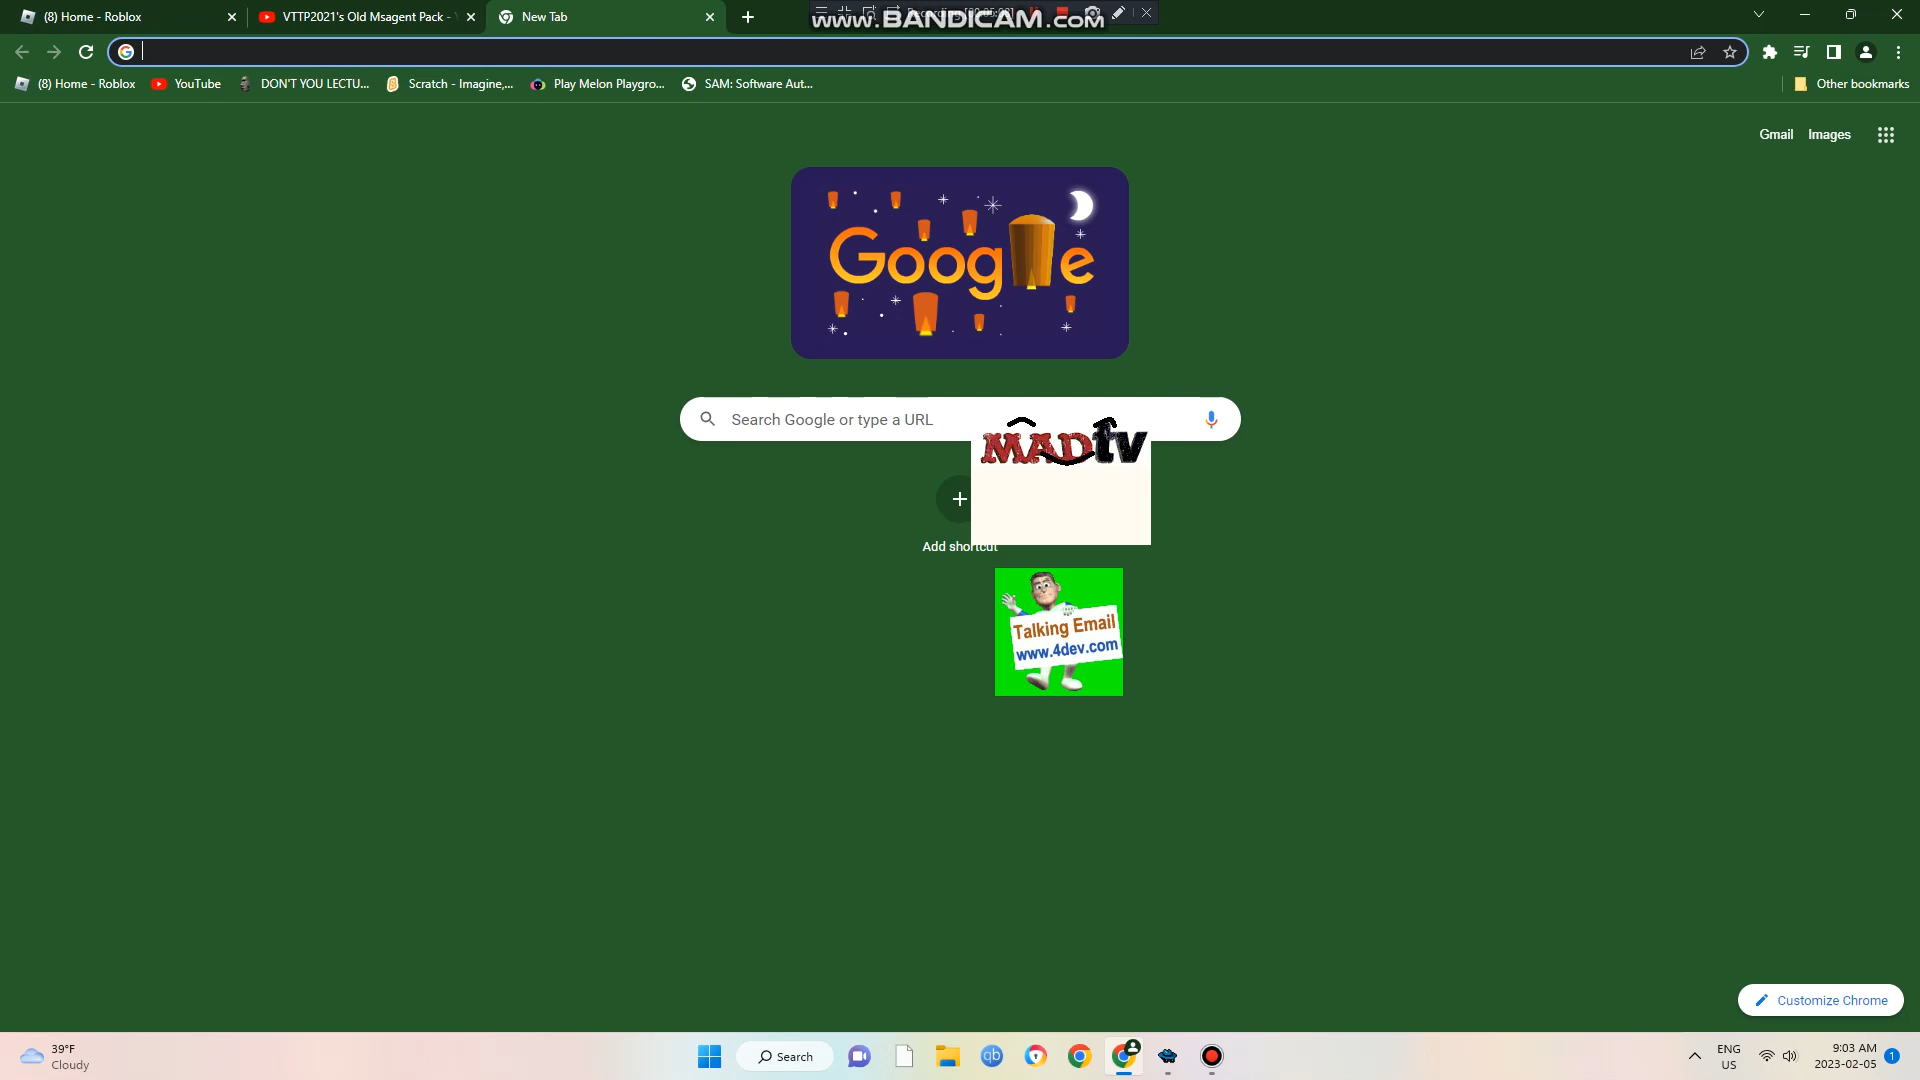 (8) Home - Roblox
VTTP2021's Old Msagent Pack -
New Tab
www.BANDICAM.com
(8) Home - Roblox
YouTube
DON'T YOU LECTU...
Scratch - Imagine,...
Play Melon Playgro...
SAM: Software Aut...
Other bookmarks
Gmail
Images
Google
Search Google or type a URL
MADtv
Add shortcut
Talking Email
www.4dev.com
Customize Chrome
39°F
Cloudy
Search
qb
ENG
US
9:03 AM
2023-02-05
1